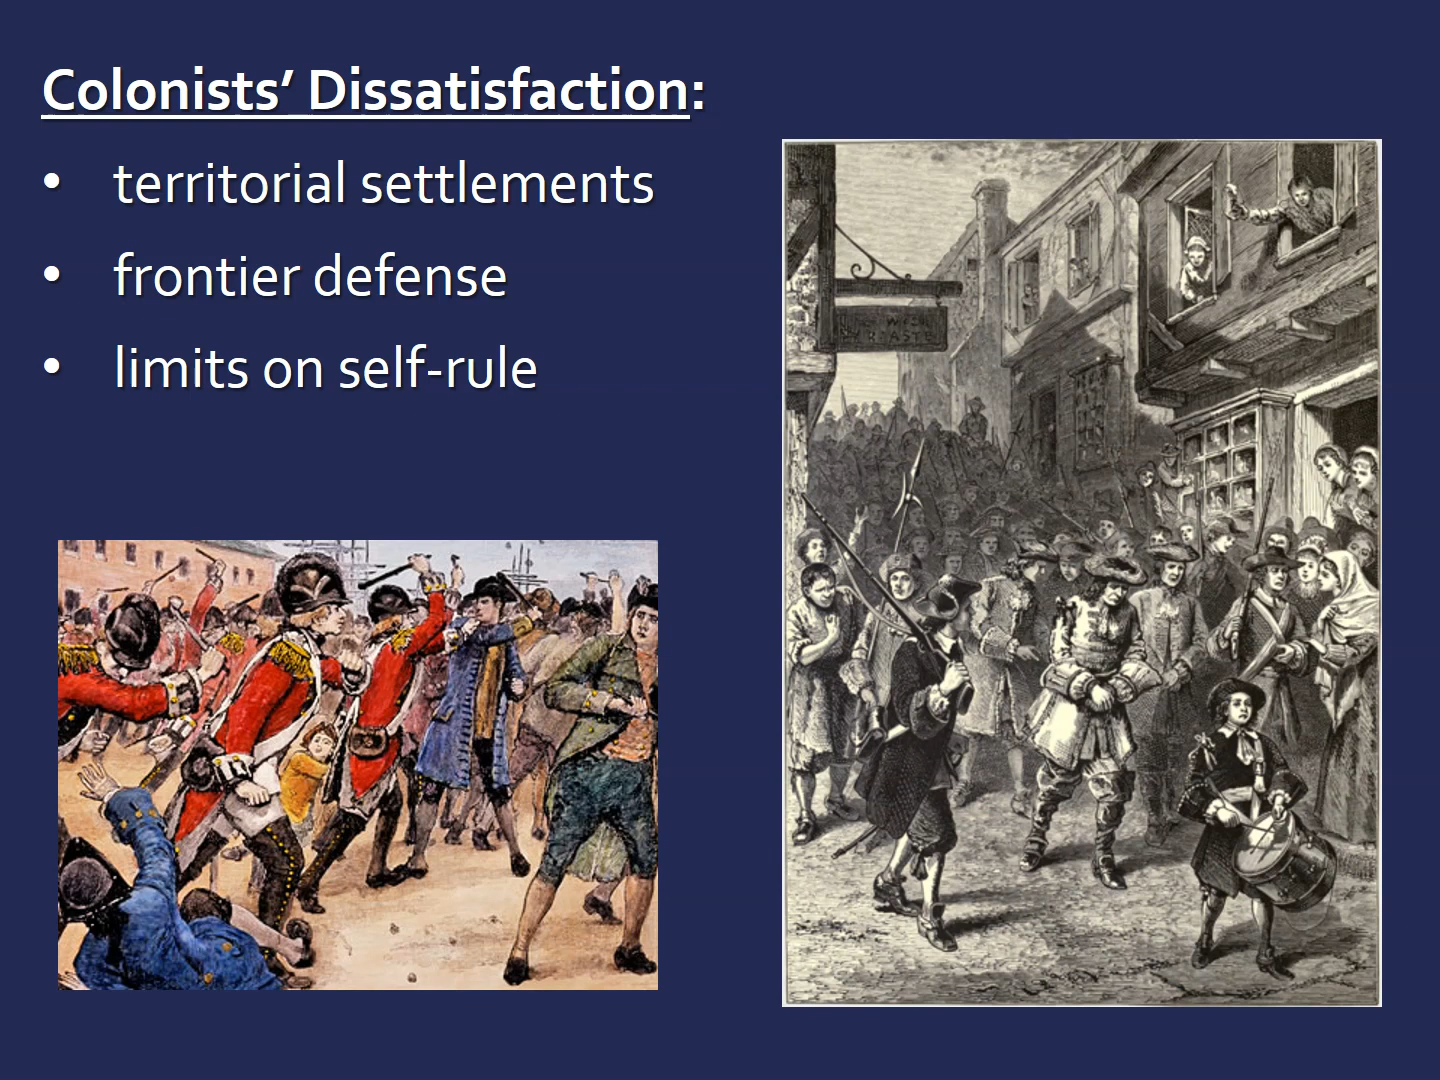 Colonists’ Dissatisfaction:
• territorial settlements
• frontier defense
• limits on self-rule